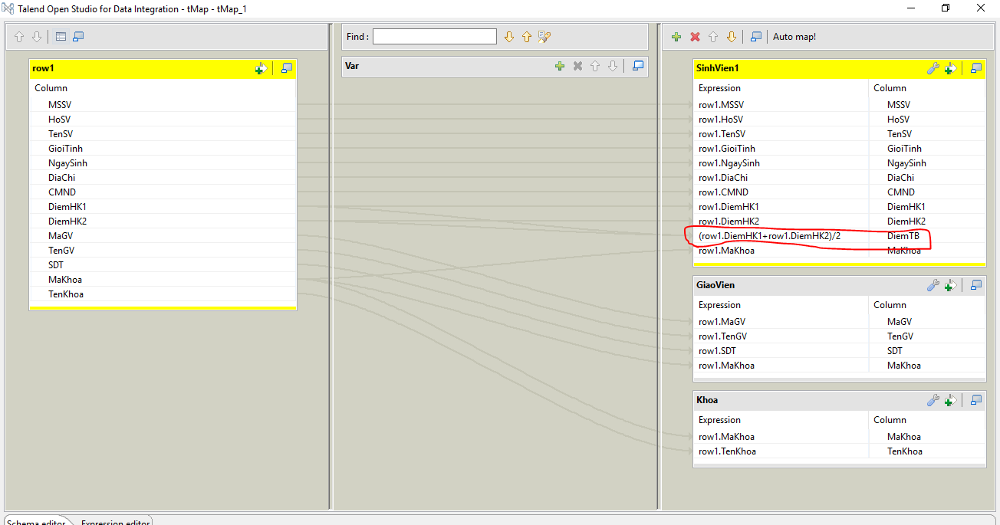 Talend Open Studio for Data Integration - tMap - tMap_1
Find :
Auto map!
row1
Column
MSSV
HoSV
TenSV
GioiTinh
NgaySinh
DiaChi
CMND
DiemHK1
DiemHK2
MaGV
TenGV
SDT
MaKhoa
TenKhoa
Var
SinhVien1
Expression Column
row1.MSSV MSSV
row1.HoSV HoSV
row1.TenSV TenSV
row1.GioiTinh GioiTinh
row1.NgaySinh NgaySinh
row1.DiaChi DiaChi
row1.CMND CMND
row1.DiemHK1 DiemHK1
row1.DiemHK2 DiemHK2
(row1.DiemHK1+row1.DiemHK2)/2 DiemTB
row1.MaKhoa MaKhoa
GiaoVien
Expression Column
row1.MaGV MaGV
row1.TenGV TenGV
row1.SDT SDT
row1.MaKhoa MaKhoa
Khoa
Expression Column
row1.MaKhoa MaKhoa
row1.TenKhoa TenKhoa
Schema editor Expression editor